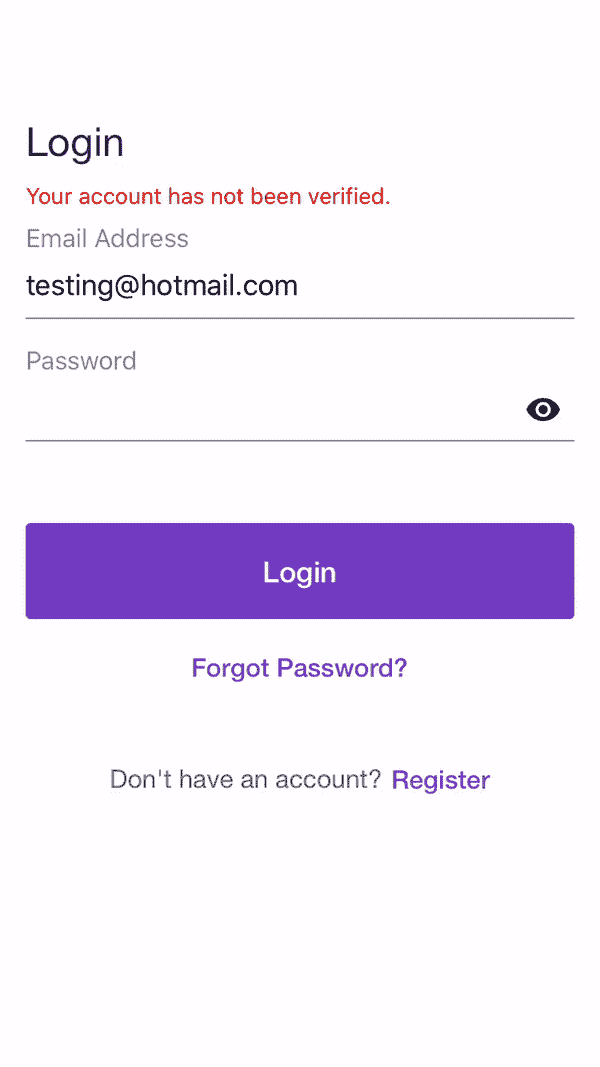 Login
Your account has not been verified.
Email Address
testing@hotmail.com
Password
Login
Forgot Password?
Don't have an account? Register